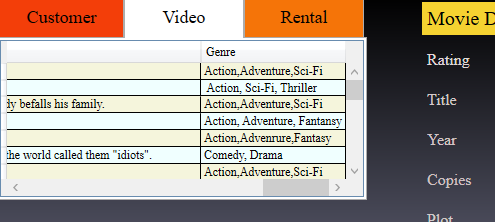 Customer Video Rental
Genre
Action,Adventure,Sci-Fi
Action, Sci-Fi, Thriller
dy befalls his family. Action,Adventure,Sci-Fi
Action, Adventure, Fantansy
Action,Advenrure,Fantasy
the world called them "idiots". Comedy, Drama
Action,Adventure,Sci-Fi
Movie D
Rating
Title
Year
Copies
Plot